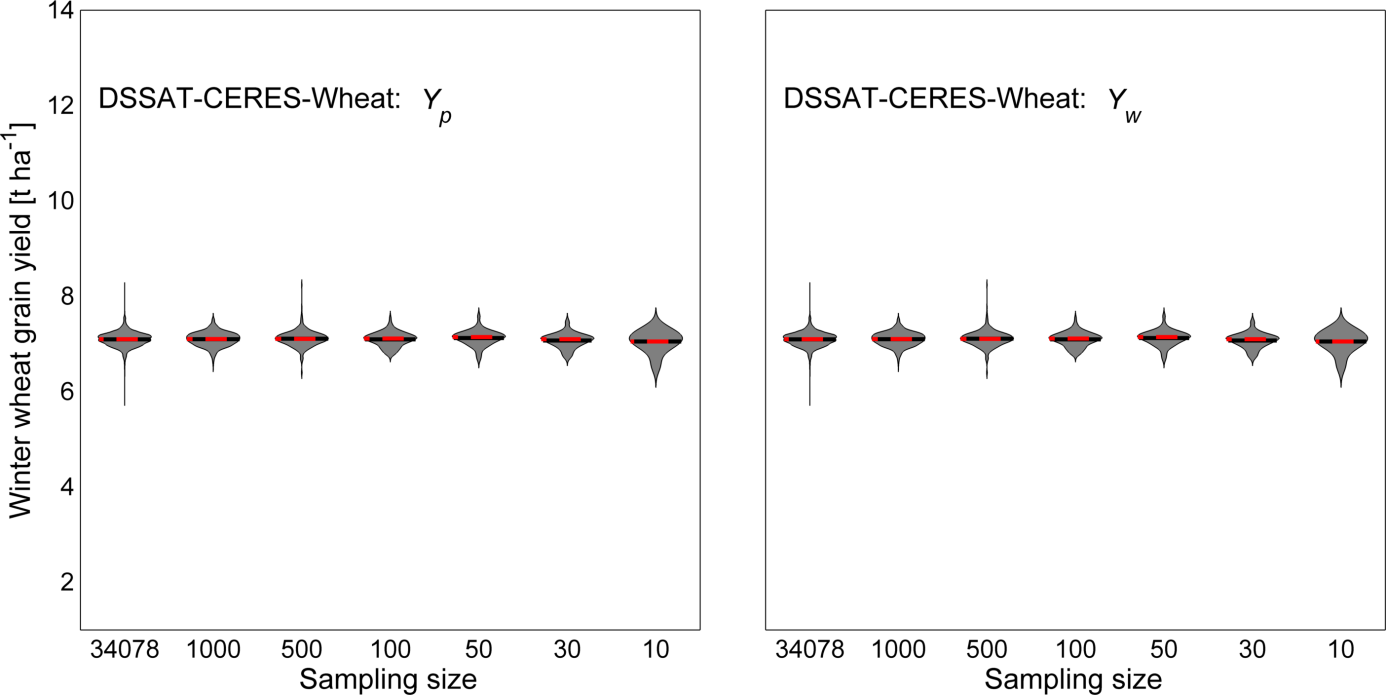 Winter wheat grain yield [t ha⁻¹]
14
12
10
8
6
4
2
DSSAT-CERES-Wheat: Yₚ
34078 1000 500 100 50 30 10
Sampling size
DSSAT-CERES-Wheat: Y_w
34078 1000 500 100 50 30 10
Sampling size